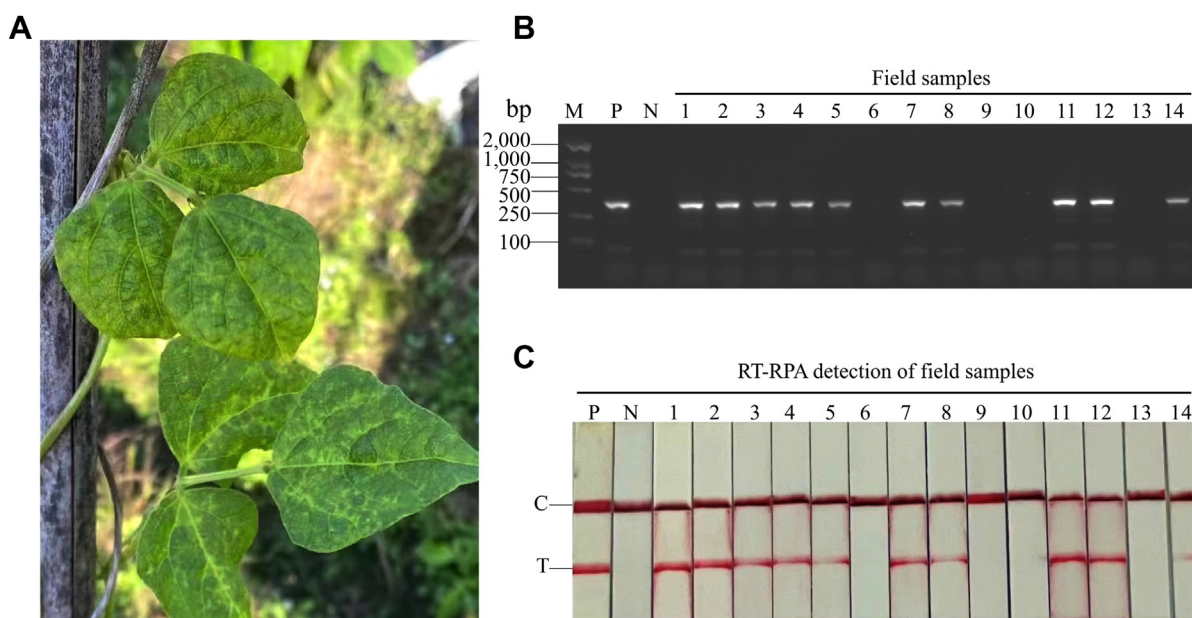 A
B
Field samples
bp M P N 1 2 3 4 5 6 7 8 9 10 11 12 13 14
2,000
1,000
750
500
250
100
C
RT-RPA detection of field samples
P N 1 2 3 4 5 6 7 8 9 10 11 12 13 14
C
T